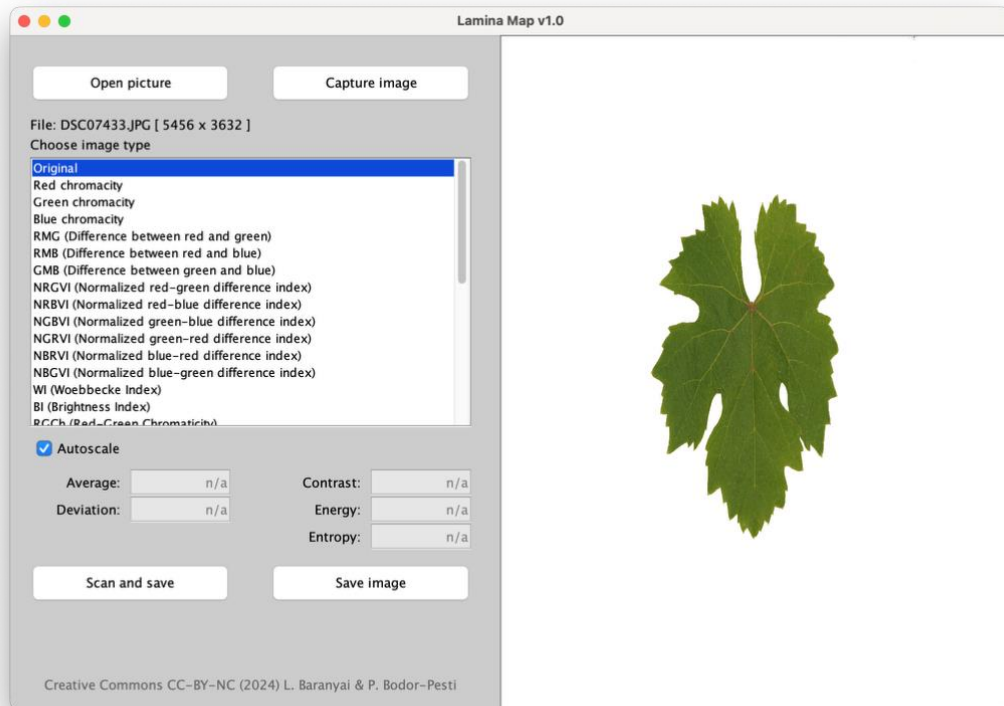 Lamina Map v1.0
Open picture
Capture image
File: DSC07433.JPG [ 5456 x 3632 ]
Choose image type
Original
Red chromacity
Green chromacity
Blue chromacity
RMG (Difference between red and green)
RMB (Difference between red and blue)
GMB (Difference between green and blue)
NRGVI (Normalized red-green difference index)
NRBVI (Normalized red-blue difference index)
NGBVI (Normalized green-blue difference index)
NGRVI (Normalized green-red difference index)
NBRVI (Normalized blue-red difference index)
NBGVI (Normalized blue-green difference index)
WI (Woebbecke Index)
BI (Brightness Index)
RGCh (Red-Green Chromaticity)
Autoscale
Average: n/a Contrast: n/a
Deviation: n/a Energy: n/a
Entropy: n/a
Scan and save
Save image
Creative Commons CC-BY-NC (2024) L. Baranyai & P. Bodor-Pesti